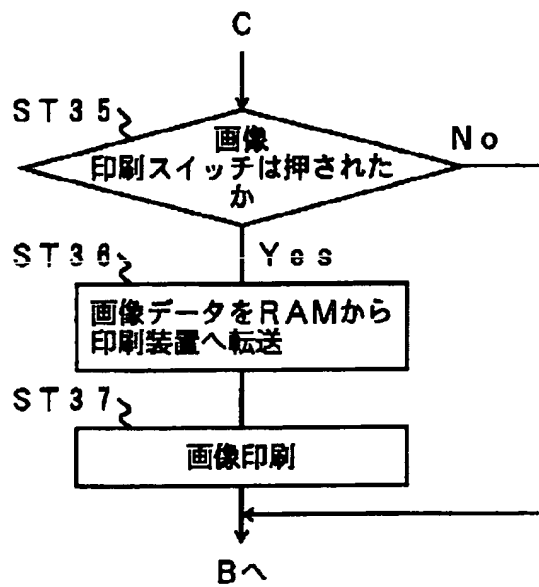 C
ST35
画像
印刷スイッチは押された
か
No
Yes
ST36
画像データをRAMから
印刷装置へ転送
ST37
画像印刷
Bへ